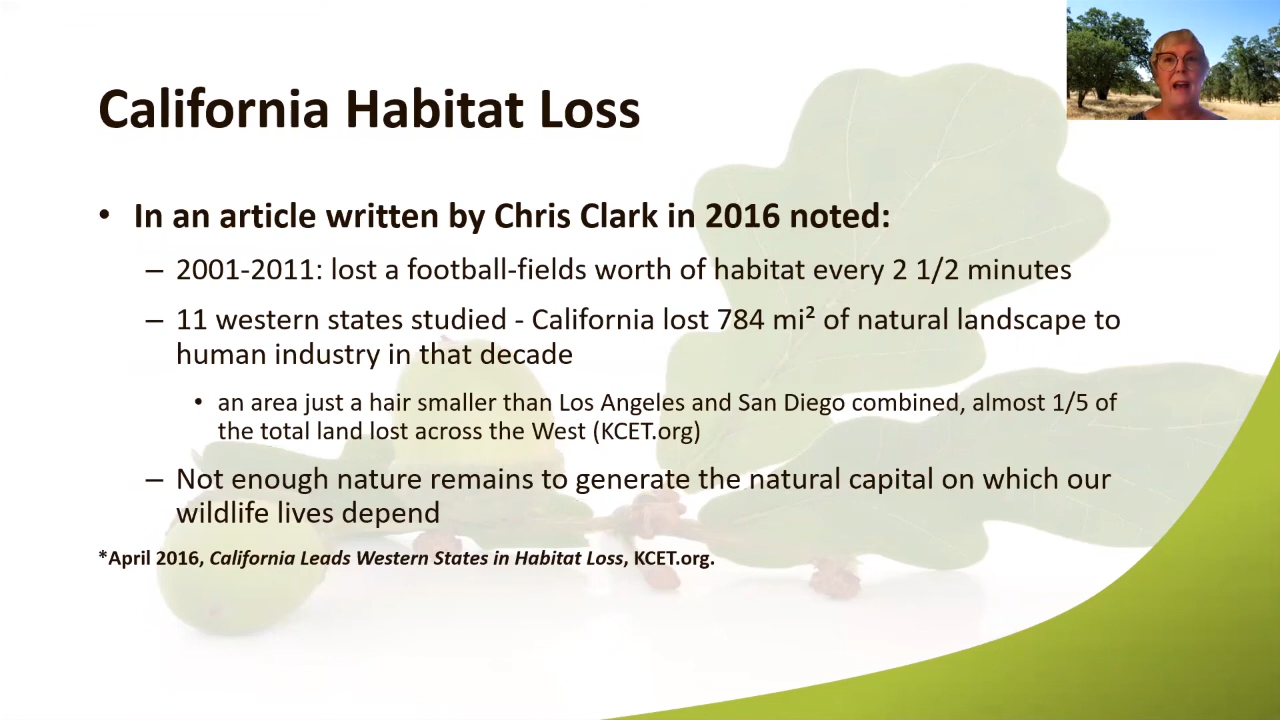 California Habitat Loss
• In an article written by Chris Clark in 2016 noted:
– 2001-2011: lost a football-fields worth of habitat every 2 1/2 minutes
– 11 western states studied - California lost 784 mi² of natural landscape to
human industry in that decade
• an area just a hair smaller than Los Angeles and San Diego combined, almost 1/5 of
the total land lost across the West (KCET.org)
– Not enough nature remains to generate the natural capital on which our
wildlife lives depend
*April 2016, California Leads Western States in Habitat Loss, KCET.org.